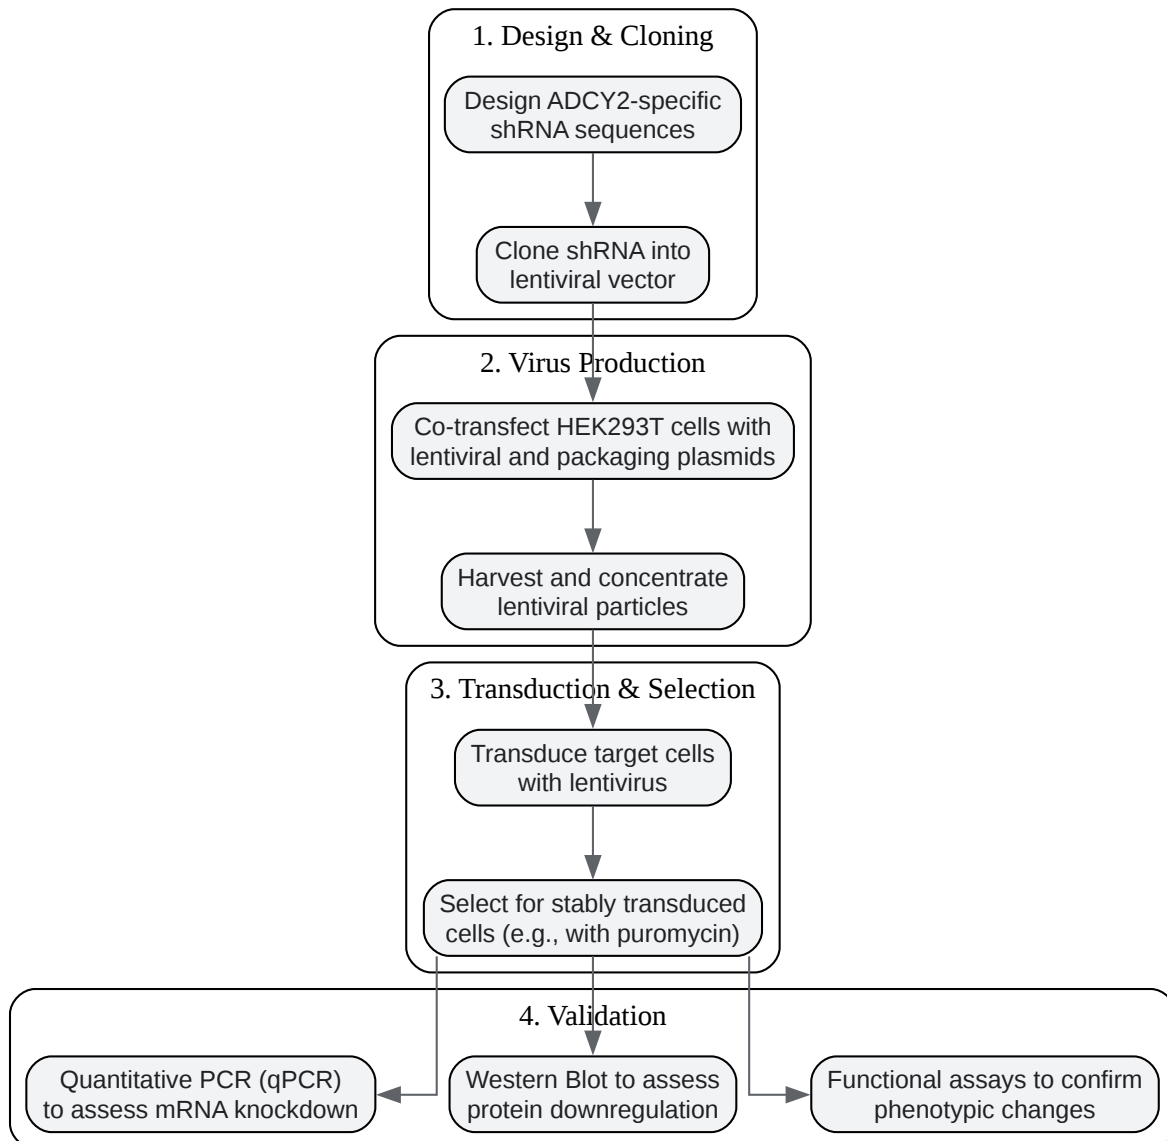 1. Design & Cloning
Design ADCY2-specific
shRNA sequences
Clone shRNA into
lentiviral vector
2. Virus Production
Co-transfect HEK293T cells with
lentiviral and packaging plasmids
Harvest and concentrate
lentiviral particles
3. Transduction & Selection
Transduce target cells
with lentivirus
Select for stably transduced
cells (e.g., with puromycin)
4. Validation
Quantitative PCR (qPCR)
to assess mRNA knockdown
Western Blot to assess
protein downregulation
Functional assays to confirm
phenotypic changes